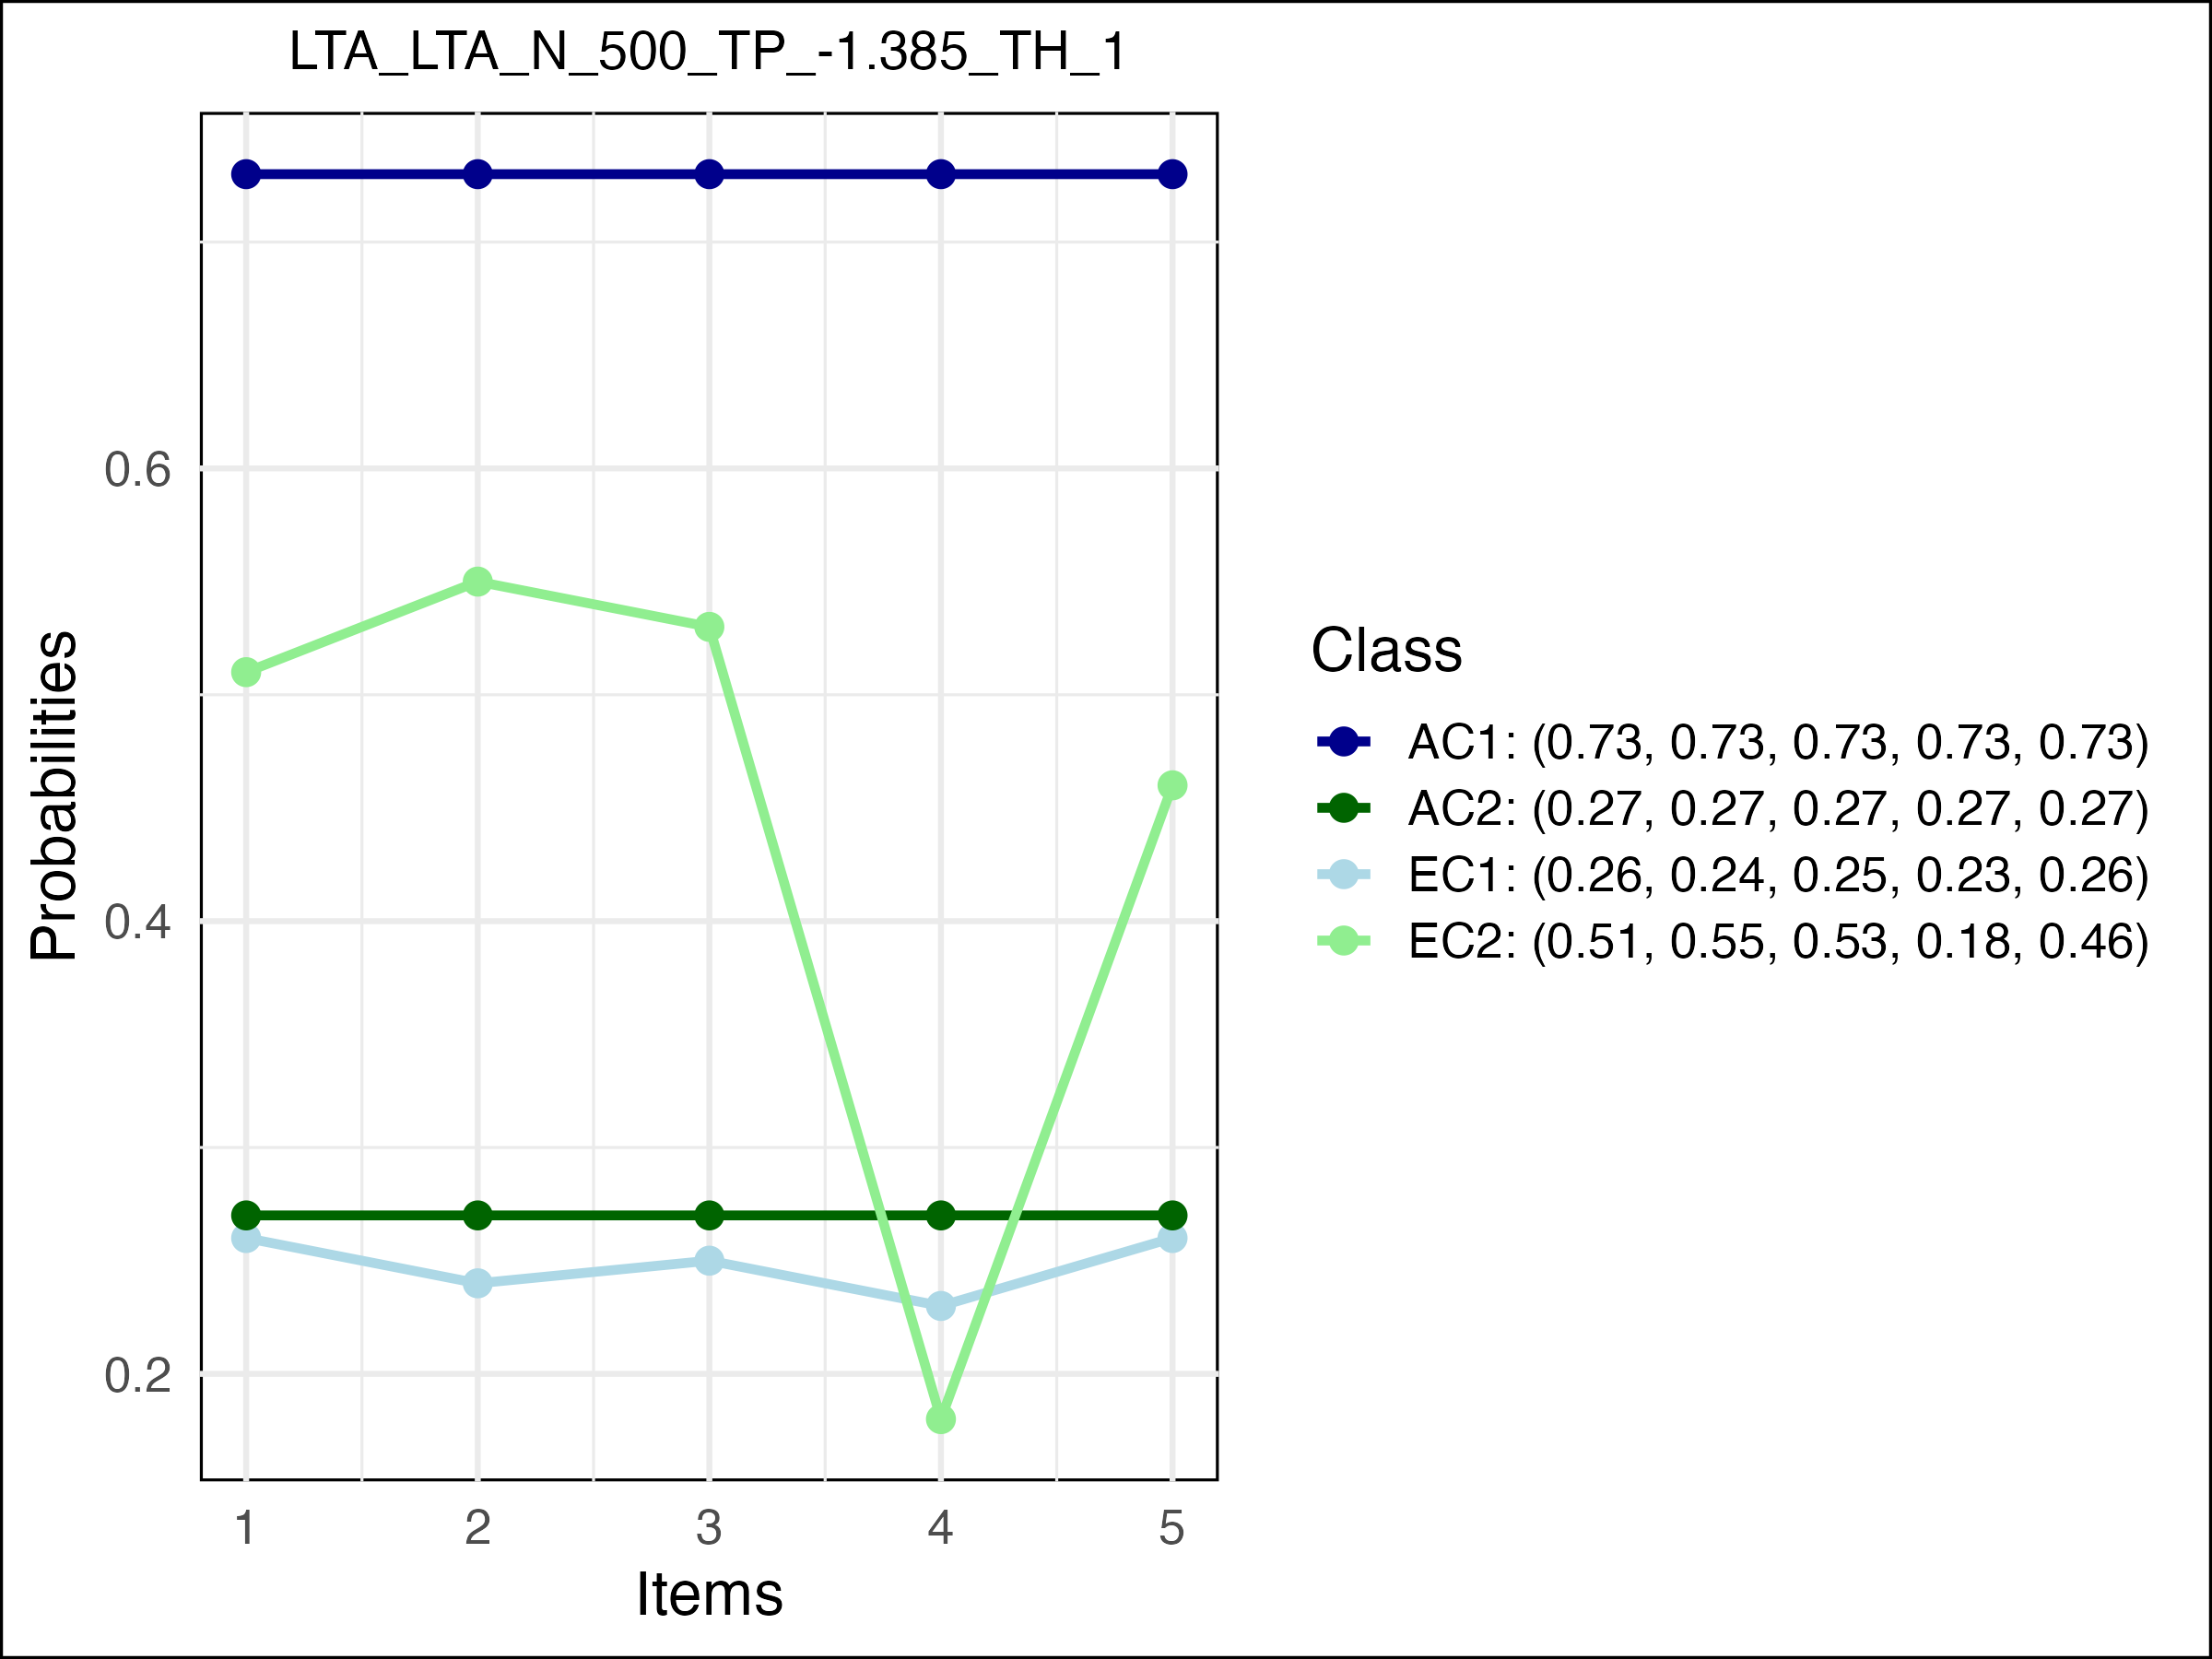 LTA_LTA_N_500_TP_-1.385_TH_1
Probabilities
0.6
0.4
0.2
1 2 3 4 5
Items
Class
AC1: (0.73, 0.73, 0.73, 0.73, 0.73)
AC2: (0.27, 0.27, 0.27, 0.27, 0.27)
EC1: (0.26, 0.24, 0.25, 0.23, 0.26)
EC2: (0.51, 0.55, 0.53, 0.18, 0.46)